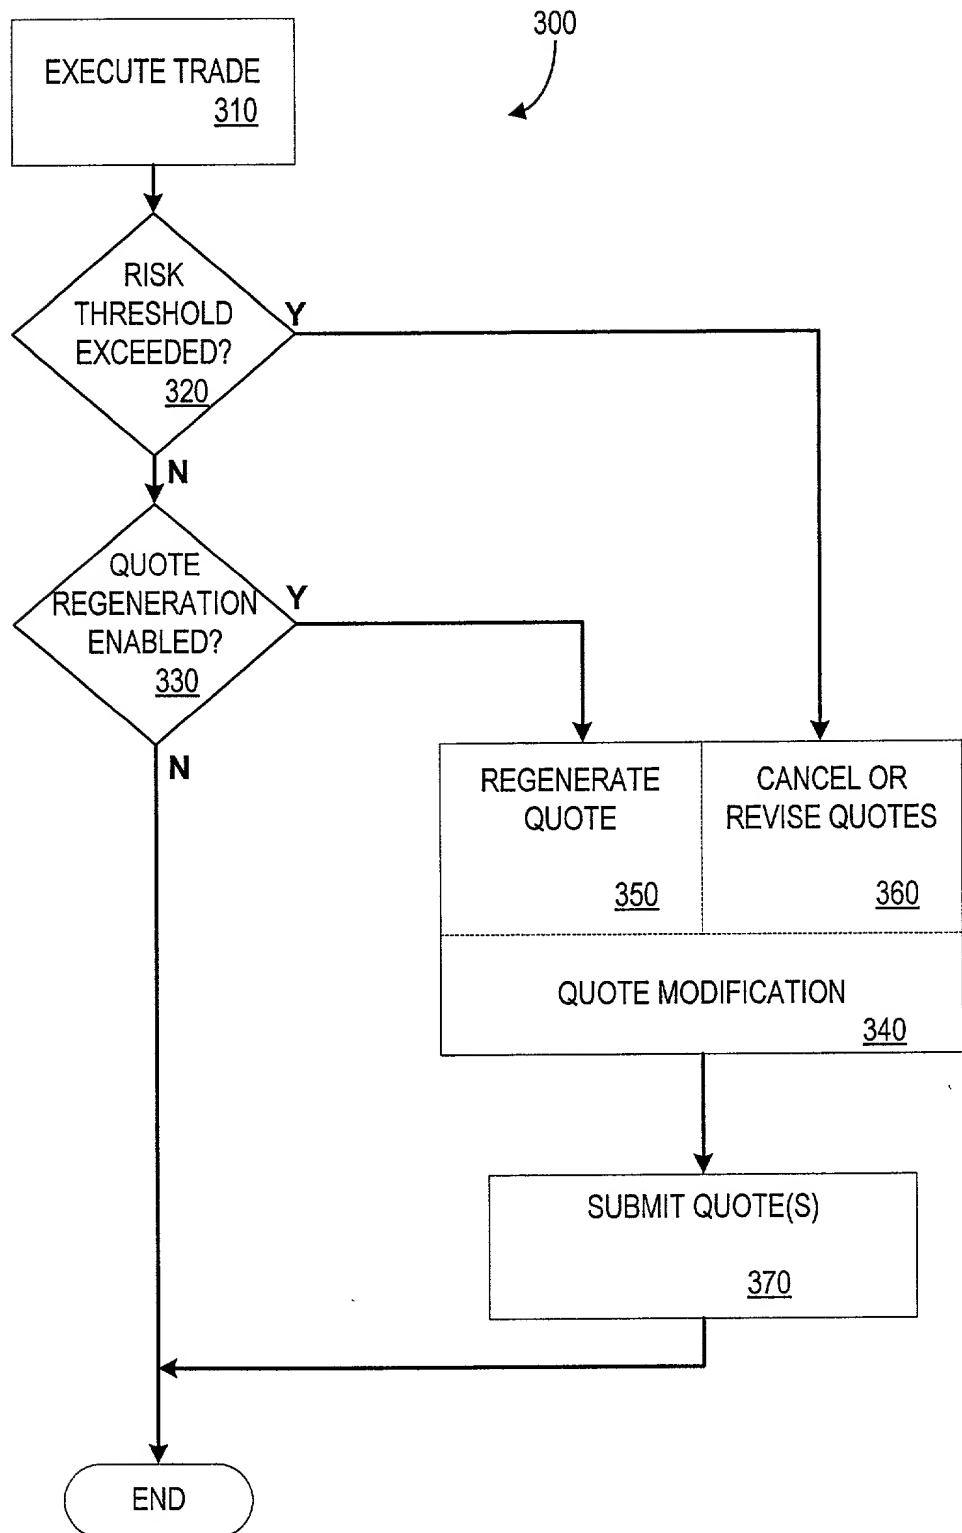 300
EXECUTE TRADE
310
RISK
THRESHOLD
EXCEEDED?
320
Y
N
QUOTE
REGENERATION
ENABLED?
330
Y
N
REGENERATE
QUOTE
350
CANCEL OR
REVISE QUOTES
360
QUOTE MODIFICATION
340
SUBMIT QUOTE(S)
370
END